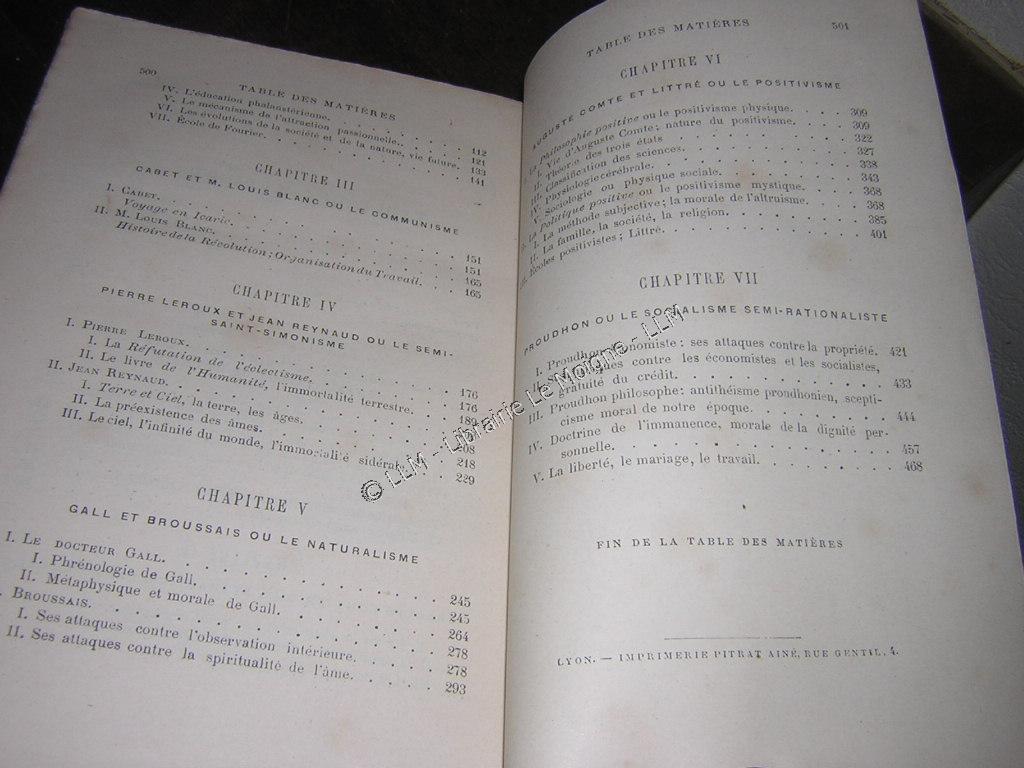 500
TABLE DES MATIÈRES
IV. L'éducation phalanstérienne. 112
V. Le mécanisme de l'attraction passionnelle. 121
VI. Les évolutions de la société et de la nature, vie future. 133
VII. École de Fourier. 141
CHAPITRE III
CABET ET M. LOUIS BLANC OU LE COMMUNISME
I. CABET. 151
Voyage en Icarie. 151
II. M. LOUIS BLANC. 165
Histoire de la Révolution; Organisation du Travail. 165
CHAPITRE IV
PIERRE LEROUX ET JEAN REYNAUD OU LE SEMI-
SAINT-SIMONISME
I. PIERRE LEROUX. 176
I. La Réfutation de l'éclectisme. 176
II. Le livre de l'Humanité, l'immortalité terrestre. 189
II. JEAN REYNAUD. 208
I. Terre et Ciel, la terre, les âges.
II. La préexistence des âmes. 218
III. Le ciel, l'infinité du monde, l'immortalité sidérale. 229
CHAPITRE V
GALL ET BROUSSAIS OU LE NATURALISME
I. LE DOCTEUR GALL. 245
I. Phrénologie de Gall. 245
II. Métaphysique et morale de Gall. 264
BROUSSAIS. 278
I. Ses attaques contre l'observation intérieure. 278
II. Ses attaques contre la spiritualité de l'âme. 293
TABLE DES MATIÈRES
501
CHAPITRE VI
AUGUSTE COMTE ET LITTRÉ OU LE POSITIVISME
La Philosophie positive ou le positivisme physique. 309
I. Vie d'Auguste Comte; nature du positivisme. 309
II. Théorie des trois états 322
III. Classification des sciences. 327
IV. Physiologie cérébrale. 338
V. Sociologie ou physique sociale. 343
La Politique positive ou le positivisme mystique. 368
I. La méthode subjective; la morale de l'altruisme. 368
II. La famille, la société, la religion. 385
Écoles positivistes; Littré. 401
CHAPITRE VII
PROUDHON OU LE SOCIALISME SEMI-RATIONALISTE
I. Proudhon économiste: ses attaques contre la propriété. 421
II. Ses attaques contre les économistes et les socialistes,
gratuité du crédit. 433
III. Proudhon philosophe: antithéisme proudhonien, scepti-
cisme moral de notre époque. 444
IV. Doctrine de l'immanence, morale de la dignité per-
sonnelle. 457
V. La liberté, le mariage, le travail. 468
FIN DE LA TABLE DES MATIÈRES
LYON. — IMPRIMERIE PITRAT AINÉ, RUE GENTIL, 4.
© LLM - Librairie Le Moigne - LLM